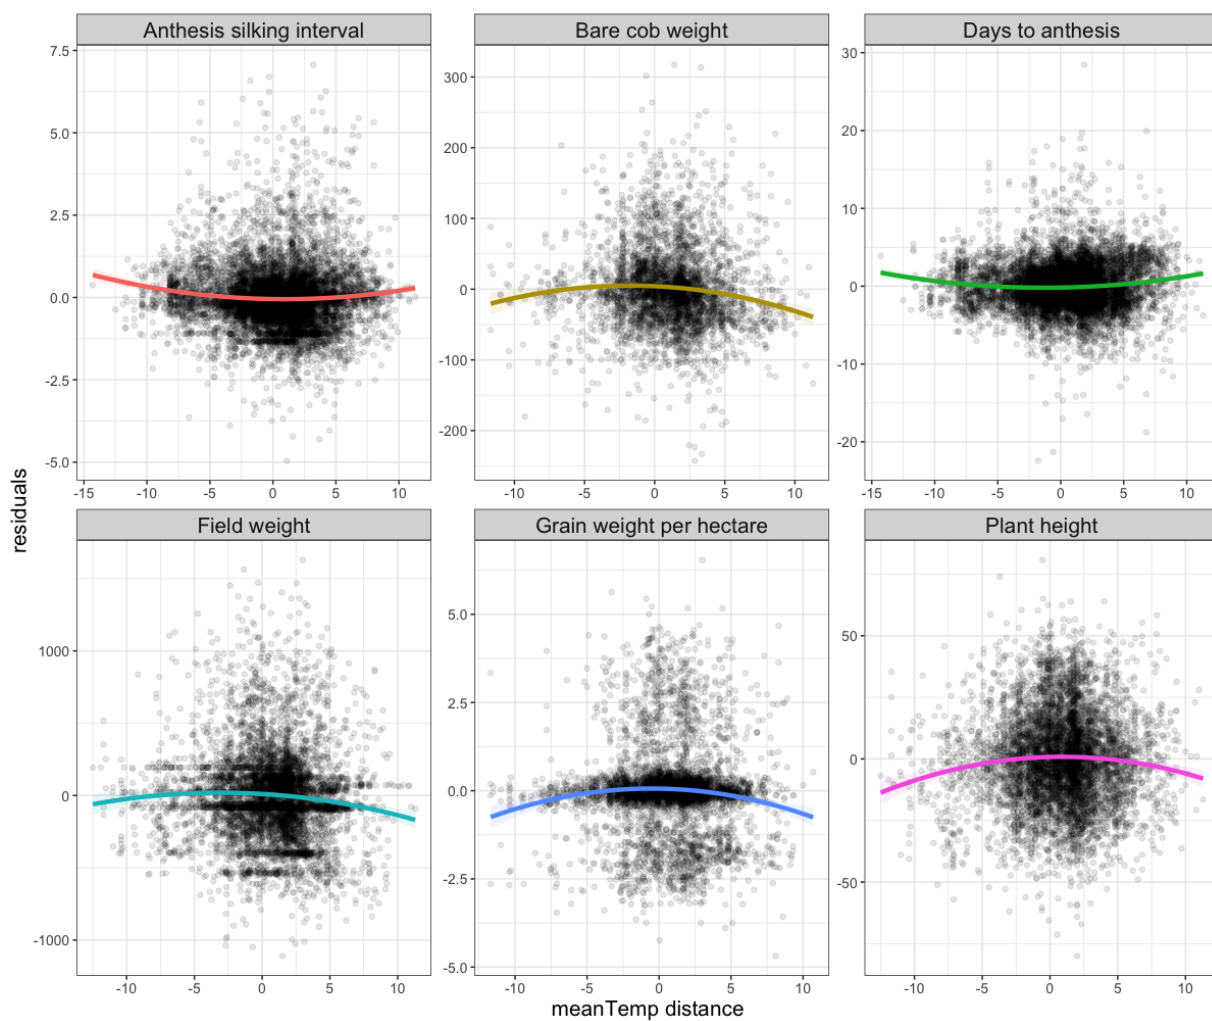 Anthesis silking interval
Bare cob weight
Days to anthesis
7.5
5.0
2.5
0.0
-2.5
-5.0
-15 -10 -5 0 5 10
300
200
100
0
-100
-200
-10 -5 0 5 10
30
20
10
0
-10
-20
-15 -10 -5 0 5 10
residuals
Field weight
Grain weight per hectare
Plant height
1000
0
-1000
-10 -5 0 5 10
5.0
2.5
0.0
-2.5
-5.0
-10 -5 0 5 10
50
0
-50
-10 -5 0 5 10
meanTemp distance